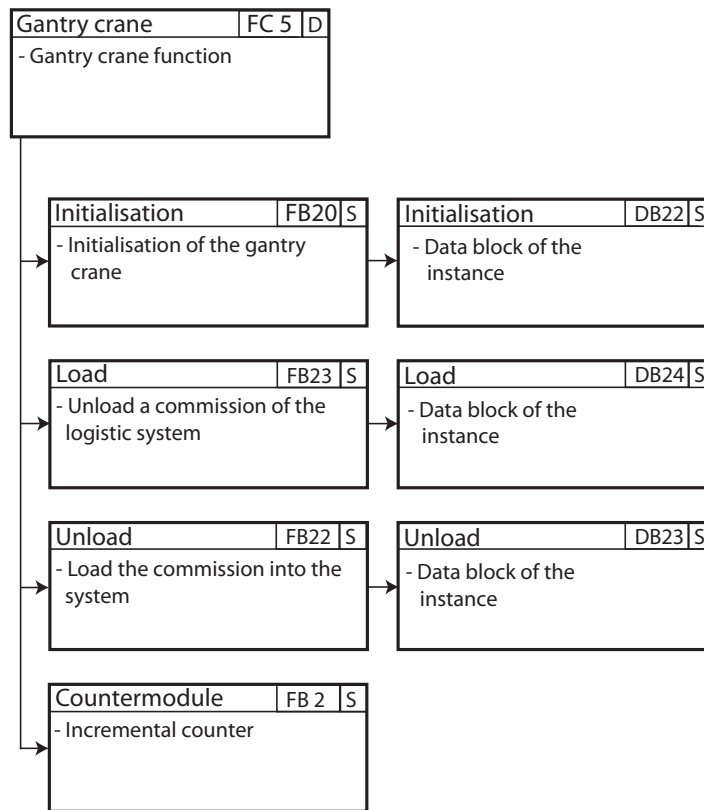 Gantry crane FC 5 D
- Gantry crane function
Initialisation FB20 S
- Initialisation of the gantry
crane
Initialisation DB22 S
- Data block of the
instance
Load FB23 S
- Unload a commission of the
logistic system
Load DB24 S
- Data block of the
instance
Unload FB22 S
- Load the commission into the
system
Unload DB23 S
- Data block of the
instance
Countermodule FB 2 S
- Incremental counter